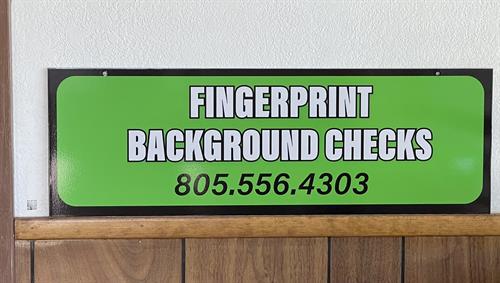 FINGERPRINT
BACKGROUND CHECKS
805.556.4303